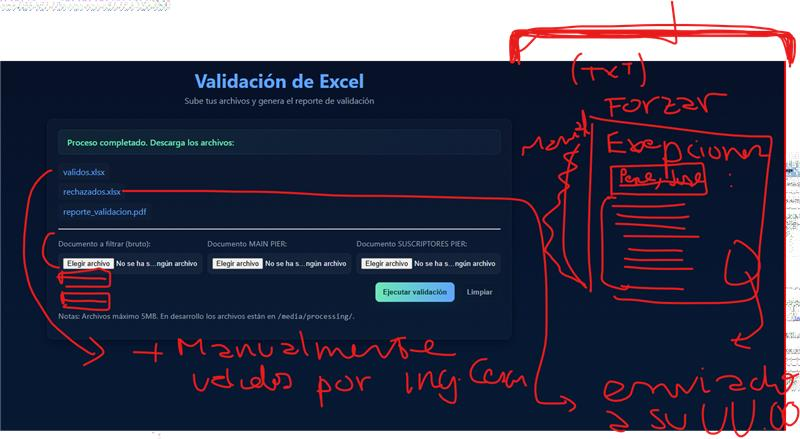 Validación de Excel
Sube tus archivos y genera el reporte de validación
Proceso completado. Descarga los archivos:
validos.xlsx
rechazados.xlsx
reporte_validacion.pdf
Documento a filtrar (bruto): Documento MAIN PIER: Documento SUSCRIPTORES PIER:
Elegir archivo No se ha s...ngún archivo Elegir archivo No se ha s...ngún archivo Elegir archivo No se ha s...ngún archivo
Ejecutar validación Limpiar
Notas: Archivos máximo 5MB. En desarrollo los archivos están en /media/processing/.
(TXT)
Forzar
Manual
Exepciones
+ Manualmente
validos por ing.
enviado
a su UU.OO